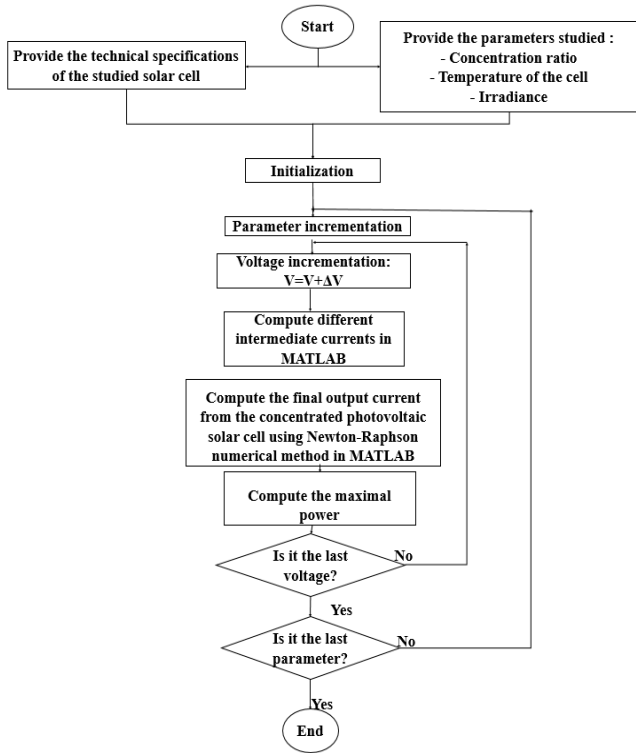 Start
Provide the technical specifications
of the studied solar cell
Provide the parameters studied :
- Concentration ratio
- Temperature of the cell
- Irradiance
Initialization
Parameter incrementation
Voltage incrementation:
V=V+ΔV
Compute different
intermediate currents in
MATLAB
Compute the final output current
from the concentrated photovoltaic
solar cell using Newton-Raphson
numerical method in MATLAB
Compute the maximal
power
Is it the last
voltage?
No
Yes
Is it the last
parameter?
No
Yes
End